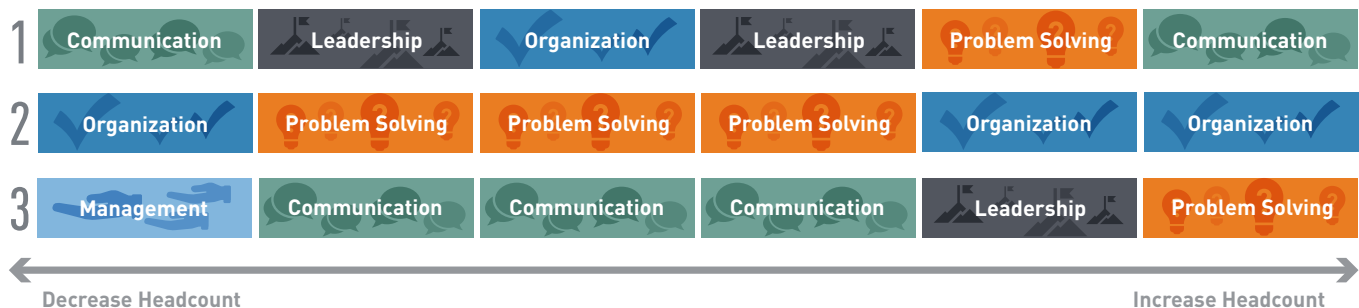 1 Communication Leadership Organization Leadership Problem Solving Communication
2 Organization Problem Solving Problem Solving Problem Solving Organization Organization
3 Management Communication Communication Communication Leadership Problem Solving
Decrease Headcount Increase Headcount